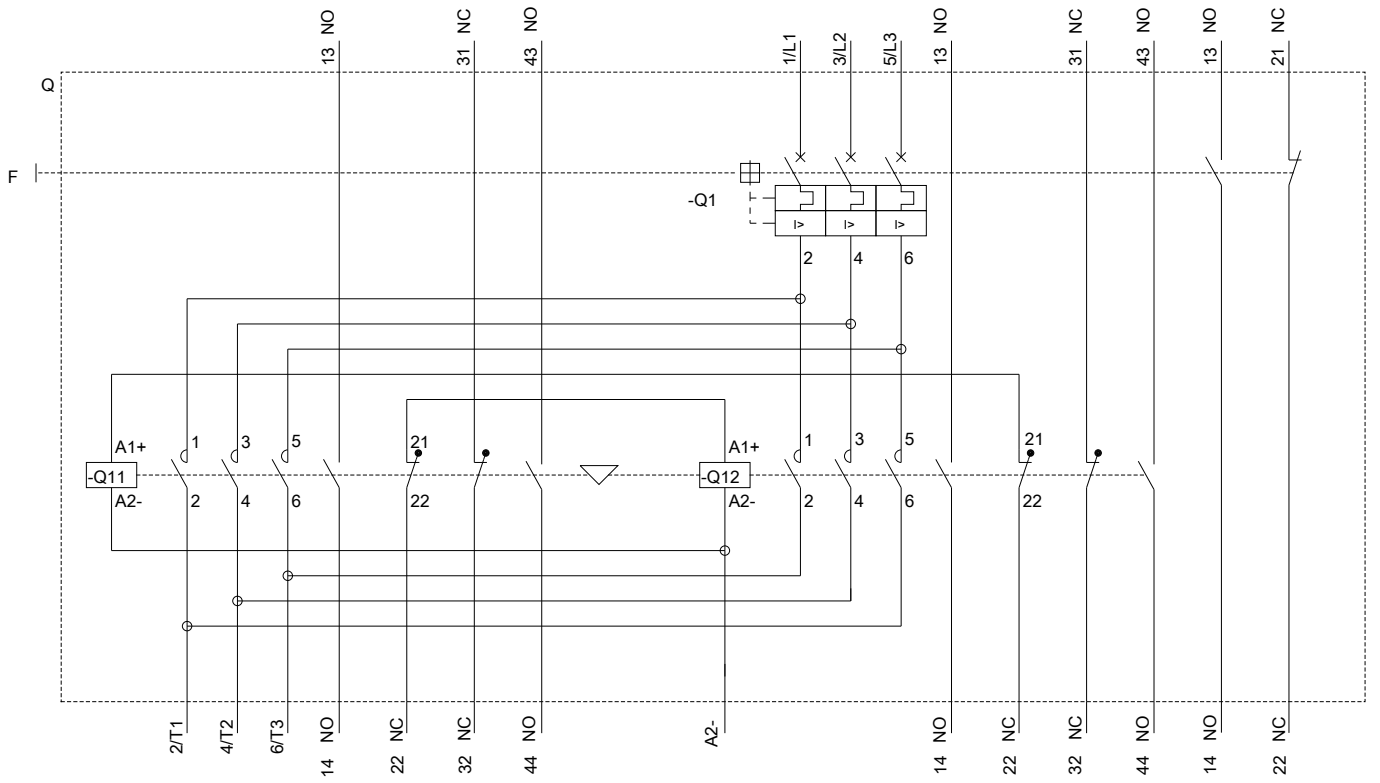 13 NO
31 NC
43 NO
1/L1
3/L2
5/L3
13 NO
31 NC
43 NO
13 NO
21 NC
Q
F
-Q1
I>
I>
I>
2
4
6
A1+
1
3
5
21
A1+
1
3
5
21
-Q11
-Q12
A2-
2
4
6
22
A2-
2
4
6
22
2/T1
4/T2
6/T3
14 NO
22 NC
32 NC
44 NO
A2-
14 NO
22 NC
32 NC
44 NO
14 NO
22 NC